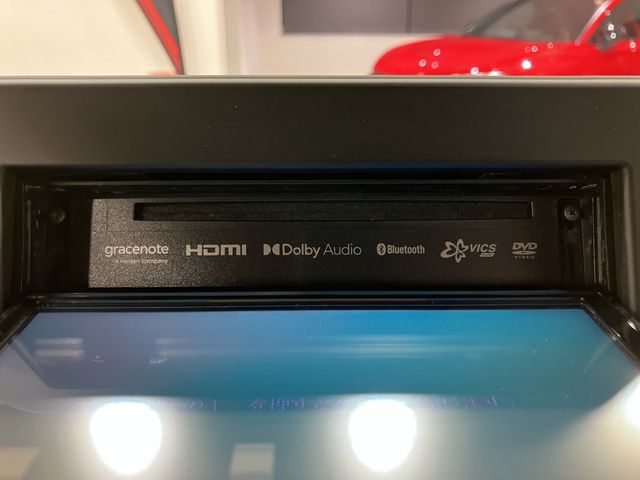 gracenote
a nielsen company
HDMI
Dolby Audio
Bluetooth
VICS
DVD
VIDEO